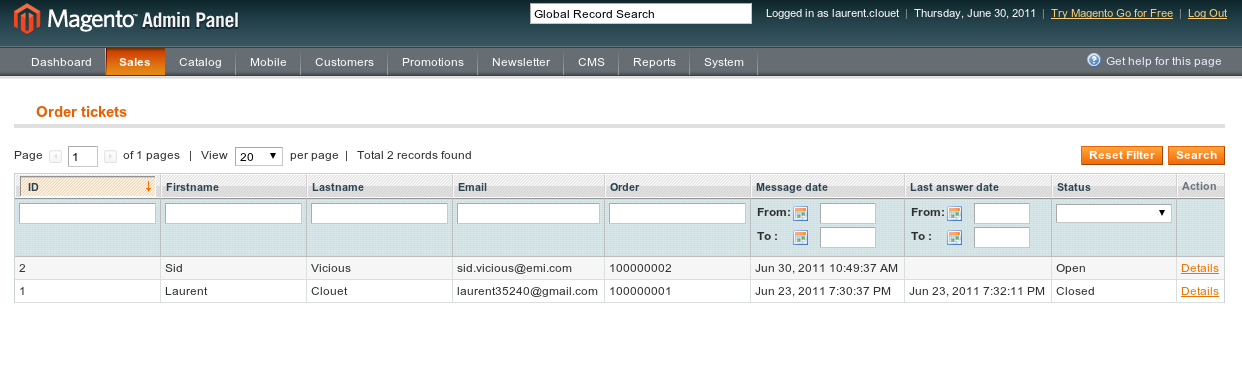 Magento Admin Panel
Global Record Search
Logged in as laurent.clouet | Thursday, June 30, 2011 | Try Magento Go for Free | Log Out
Dashboard Sales Catalog Mobile Customers Promotions Newsletter CMS Reports System Get help for this page
Order tickets
Page 1 of 1 pages | View 20 per page | Total 2 records found Reset Filter Search
ID Firstname Lastname Email Order Message date Last answer date Status Action
From: From:
To : To :
2 Sid Vicious sid.vicious@emi.com 100000002 Jun 30, 2011 10:49:37 AM Open Details
1 Laurent Clouet laurent35240@gmail.com 100000001 Jun 23, 2011 7:30:37 PM Jun 23, 2011 7:32:11 PM Closed Details